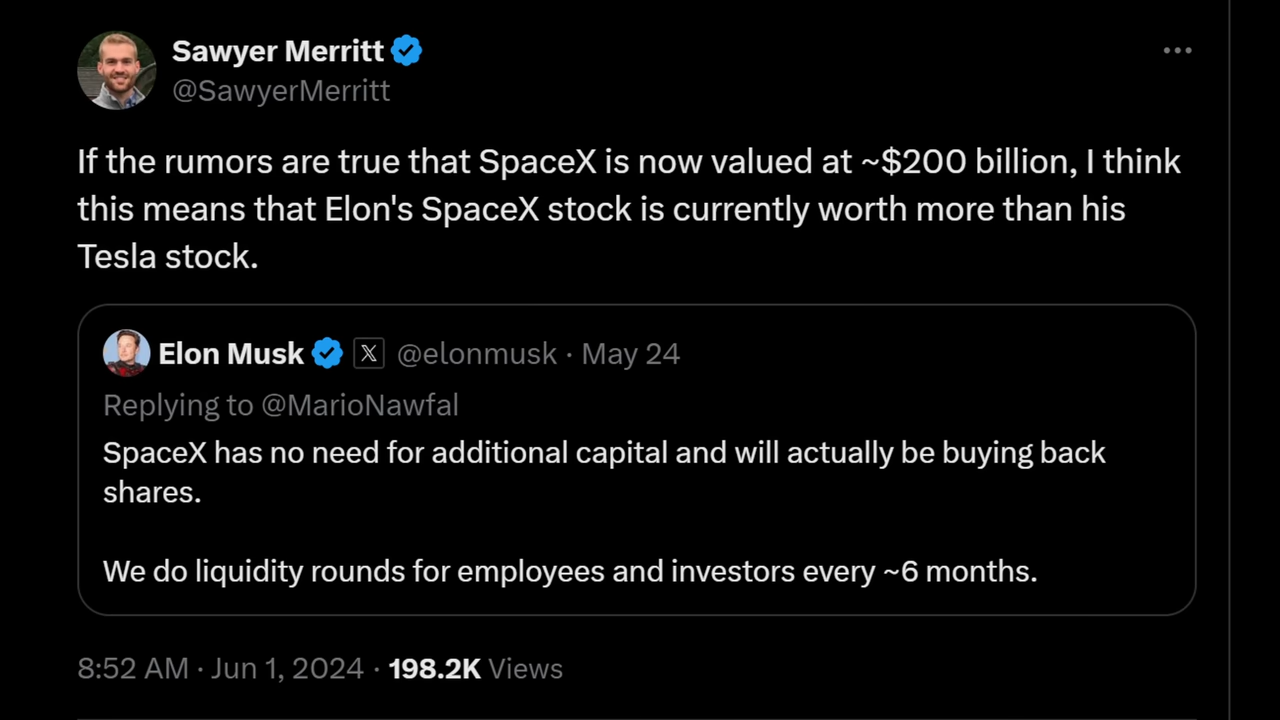 Sawyer Merritt
@SawyerMerritt
If the rumors are true that SpaceX is now valued at ~$200 billion, I think
this means that Elon's SpaceX stock is currently worth more than his
Tesla stock.
Elon Musk X @elonmusk · May 24
Replying to @MarioNawfal
SpaceX has no need for additional capital and will actually be buying back
shares.
We do liquidity rounds for employees and investors every ~6 months.
8:52 AM · Jun 1, 2024 · 198.2K Views